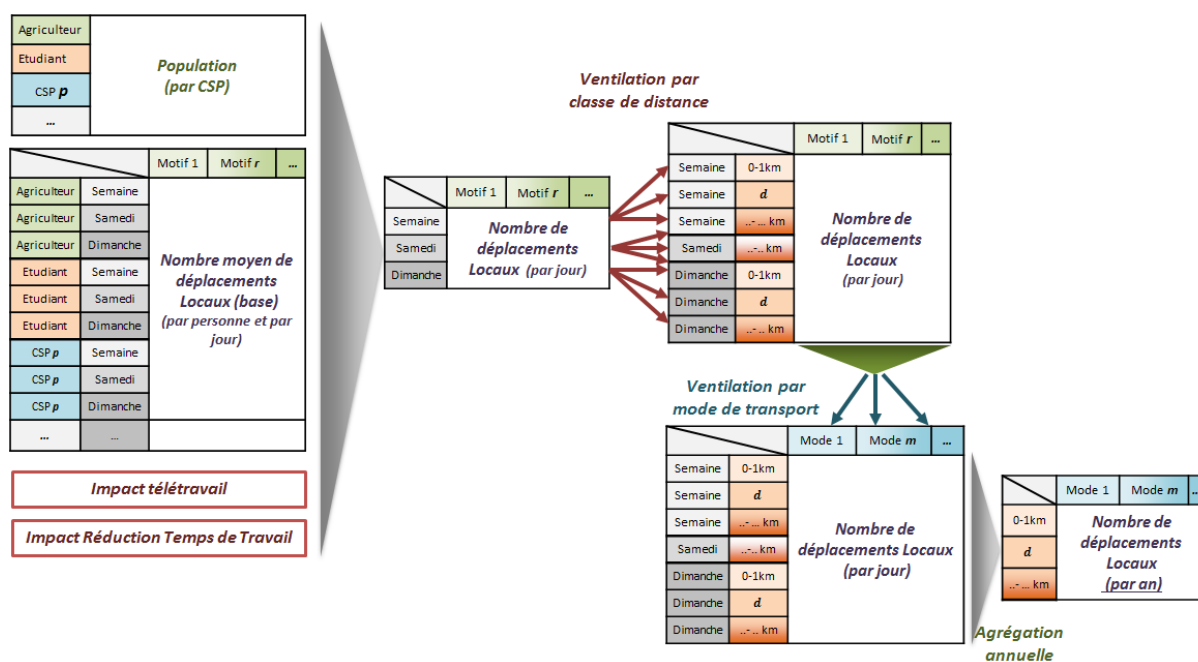 Agriculteur
Etudiant
CSP p
...
Population
(par CSP)
Motif 1 Motif r ...
Agriculteur Semaine
Agriculteur Samedi
Agriculteur Dimanche
Etudiant Semaine
Etudiant Samedi
Etudiant Dimanche
CSP p Semaine
CSP p Samedi
CSP p Dimanche
... ...
Nombre moyen de
déplacements
Locaux (base)
(par personne et par
jour)
Impact télétravail
Impact Réduction Temps de Travail
Motif 1 Motif r ...
Semaine
Samedi
Dimanche
Nombre de
déplacements
Locaux (par jour)
Ventilation par
classe de distance
Motif 1 Motif r ...
Semaine 0-1km
Semaine d
Semaine ..- ... km
Samedi ..-.. km
Dimanche 0-1km
Dimanche d
Dimanche ..- ... km
Nombre de
déplacements
Locaux
(par jour)
Ventilation par
mode de transport
Mode 1 Mode m ...
Semaine 0-1km
Semaine d
Semaine ..- ... km
Samedi ..-.. km
Dimanche 0-1km
Dimanche d
Dimanche ..- .. km
Nombre de
déplacements Locaux
(par jour)
Agrégation
annuelle
Mode 1 Mode m ...
0-1km
d
..- ... km
Nombre de
déplacements
Locaux
(par an)